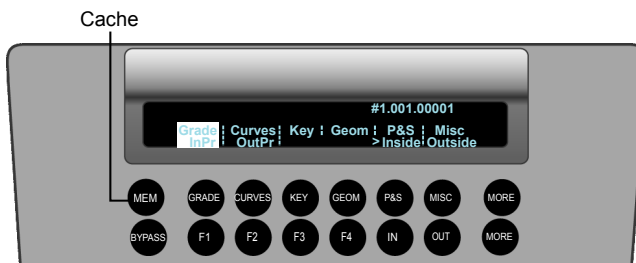 Cache
#1.001.00001
Grade Curves Key Geom P&S Misc
InPr OutPr >Inside Outside
MEM GRADE CURVES KEY GEOM P&S MISC MORE
BYPASS F1 F2 F3 F4 IN OUT MORE